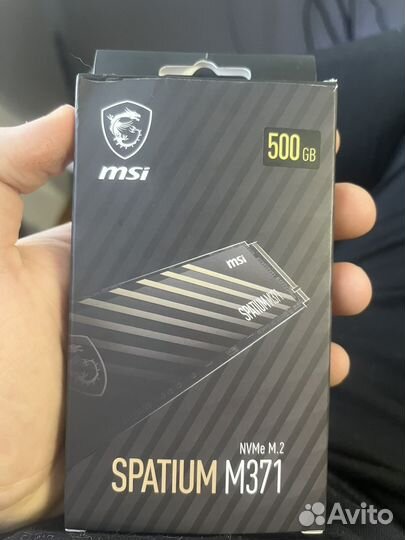 msi
500 GB
msi
SPATIUM M371
NVMe M.2
SPATIUM M371
Avito